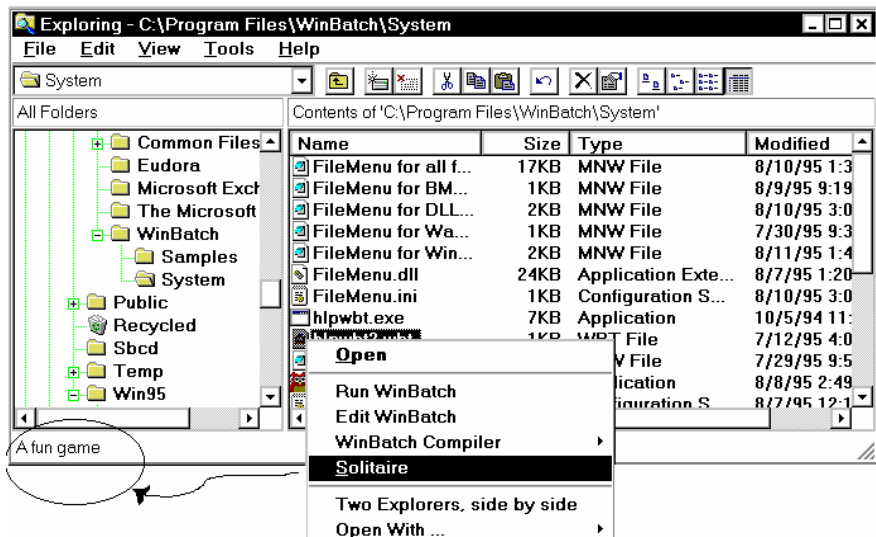 Exploring - C:\Program Files\WinBatch\System
File Edit View Tools Help
System
All Folders
Contents of 'C:\Program Files\WinBatch\System'
Common Files
Eudora
Microsoft Exch
The Microsoft
WinBatch
Samples
System
Public
Recycled
Sbcd
Temp
Win95
Name Size Type Modified
FileMenu for all f... 17KB MNW File 8/10/95 1:3
FileMenu for BM... 1KB MNW File 8/9/95 9:19
FileMenu for DLL... 2KB MNW File 8/10/95 3:0
FileMenu for Wa... 1KB MNW File 7/30/95 9:3
FileMenu for Win... 2KB MNW File 8/11/95 1:4
FileMenu.dll 24KB Application Exte... 8/7/95 1:20
FileMenu.ini 1KB Configuration S... 8/10/95 3:0
hlpwbt.exe 7KB Application 10/5/94 11:
1KB WBT File 7/12/95 4:0
File 7/29/95 9:5
lication 8/8/95 2:49
figuration S 8/7/95 12:1
Open
Run WinBatch
Edit WinBatch
WinBatch Compiler
Solitaire
Two Explorers, side by side
Open With ...
A fun game